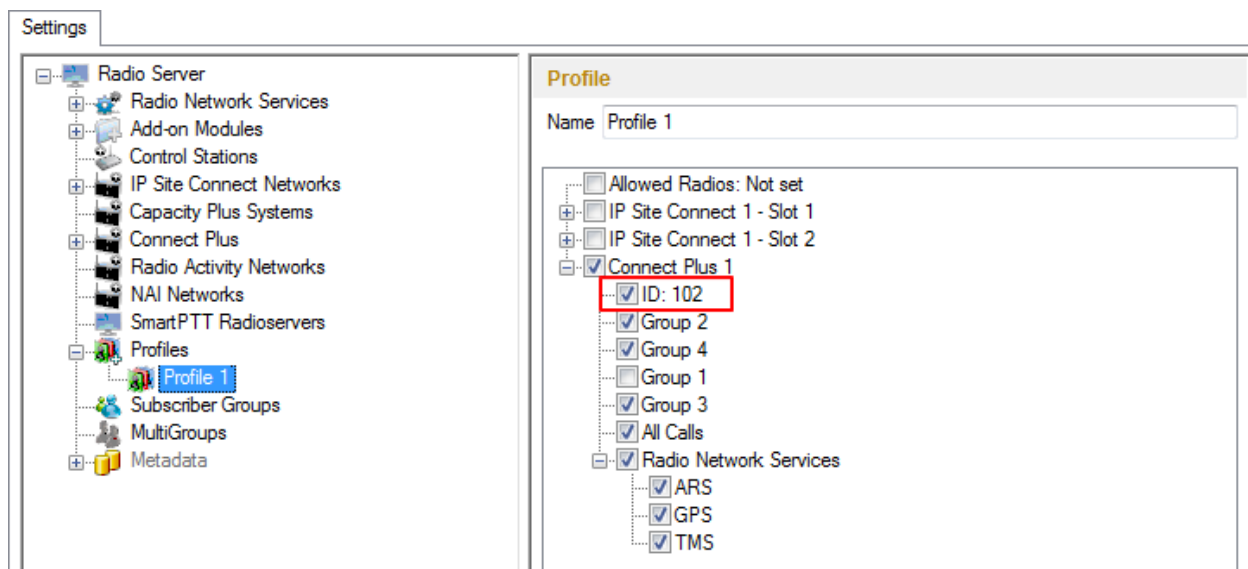 Settings
Radio Server
Radio Network Services
Add-on Modules
Control Stations
IP Site Connect Networks
Capacity Plus Systems
Connect Plus
Radio Activity Networks
NAI Networks
SmartPTT Radioservers
Profiles
Profile 1
Subscriber Groups
MultiGroups
Metadata
Profile
Name Profile 1
Allowed Radios: Not set
IP Site Connect 1 - Slot 1
IP Site Connect 1 - Slot 2
Connect Plus 1
ID: 102
Group 2
Group 4
Group 1
Group 3
All Calls
Radio Network Services
ARS
GPS
TMS